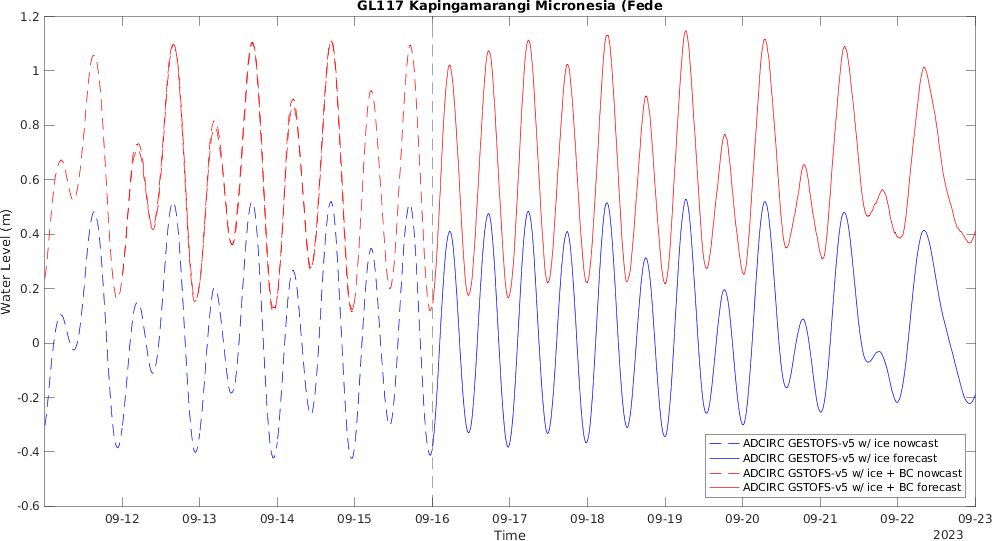 GL117 Kapingamarangi Micronesia (Fede
1.2
1
0.8
0.6
0.4
0.2
0
-0.2
-0.4
-0.6
Water Level (m)
ADCIRC GESTOFS-v5 w/ ice nowcast
ADCIRC GESTOFS-v5 w/ ice forecast
ADCIRC GSTOFS-v5 w/ ice + BC nowcast
ADCIRC GSTOFS-v5 w/ ice + BC forecast
09-12 09-13 09-14 09-15 09-16 09-17 09-18 09-19 09-20 09-21 09-22 09-23
Time
2023